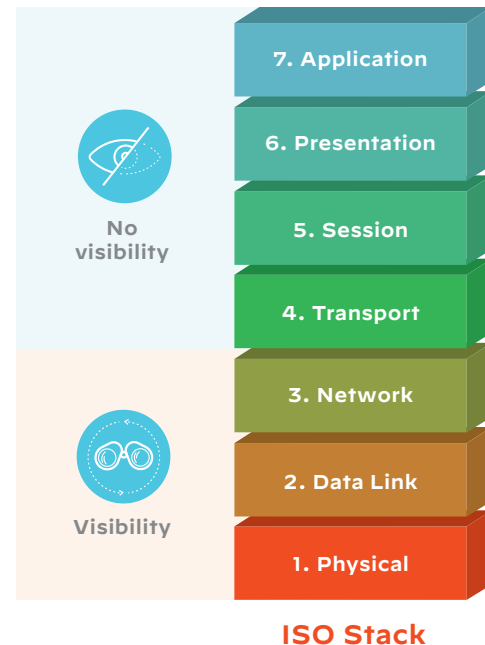 7. Application
6. Presentation
No
visibility
5. Session
4. Transport
3. Network
2. Data Link
Visibility
1. Physical
ISO Stack